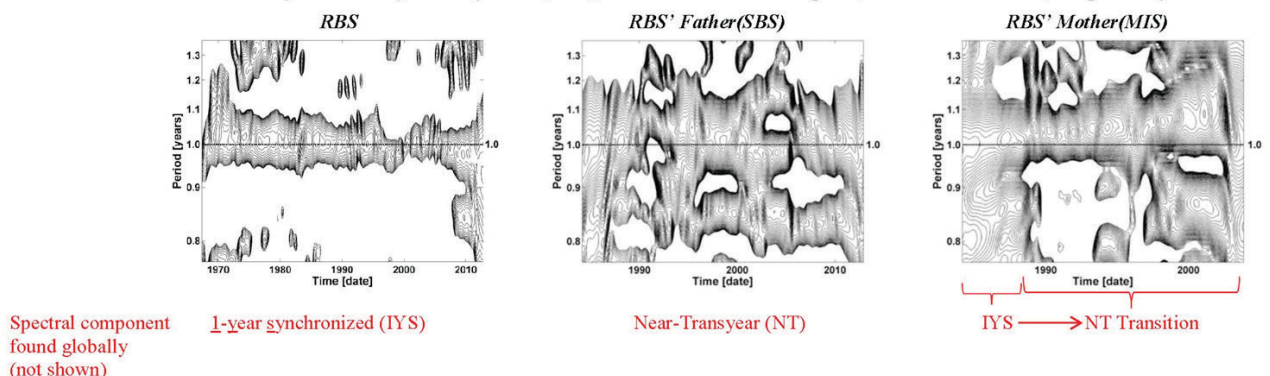 RBS
RBS' Father(SBS)
RBS' Mother(MIS)
1.3
1.2
1.1
1.0
0.9
0.8
Period [years]
1.0
1970 1980 1990 2000 2010
Time [date]
1.3
1.2
1.1
1.0
0.9
0.8
Period [years]
1.0
1990 2000 2010
Time [date]
1.3
1.2
1.1
1.0
0.9
0.8
Period [years]
1.0
1990 2000
Time [date]
Spectral component
found globally
(not shown)
1-year synchronized (IYS)
Near-Transyear (NT)
IYS NT Transition